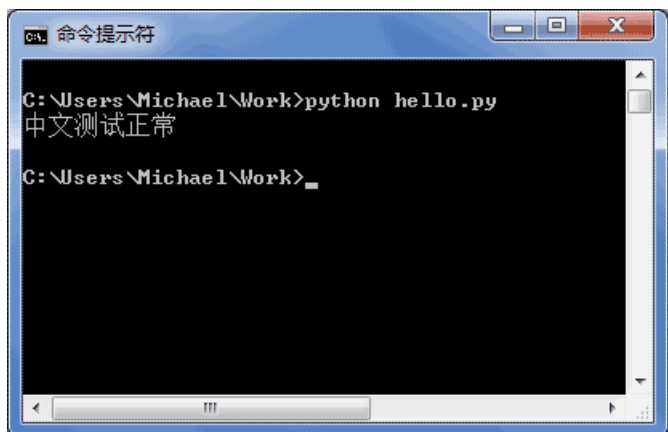 命令提示符
C:\Users\Michael\Work>python hello.py
中文测试正常
C:\Users\Michael\Work>_